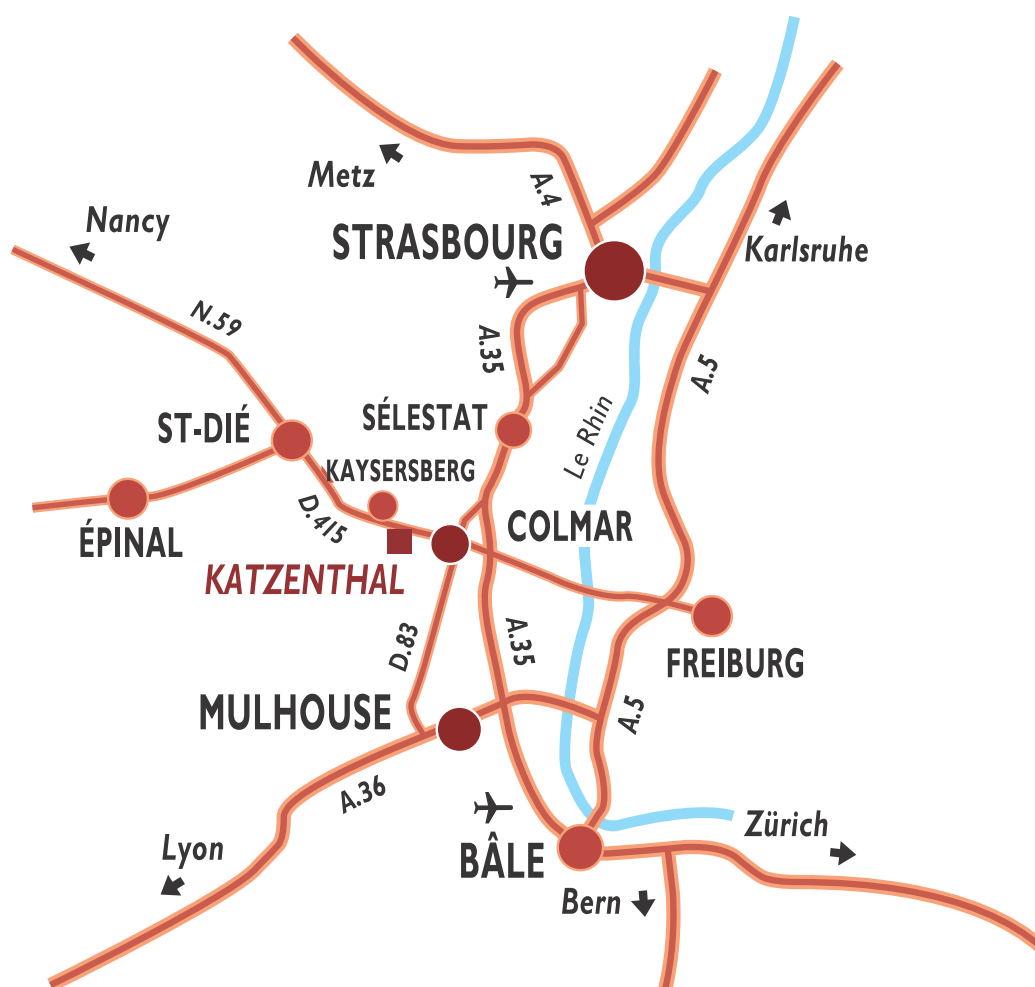 Metz
A.4
Nancy
STRASBOURG
Karlsruhe
N.59
A.35
A.5
SÉLESTAT
Le Rhin
ST-DIÉ
KAYSERSBERG
D.415
COLMAR
ÉPINAL
KATZENTHAL
D.83
A.35
FREIBURG
MULHOUSE
A.5
A.36
Zürich
Lyon
BÂLE
Bern